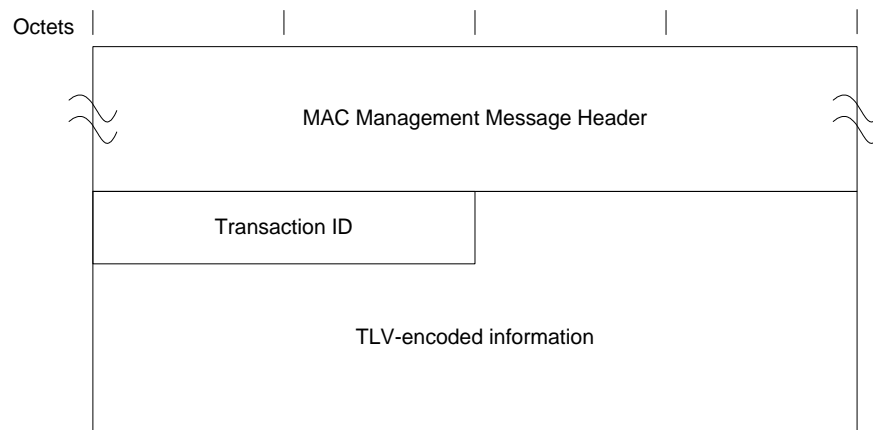 Octets
MAC Management Message Header
Transaction ID
TLV-encoded information